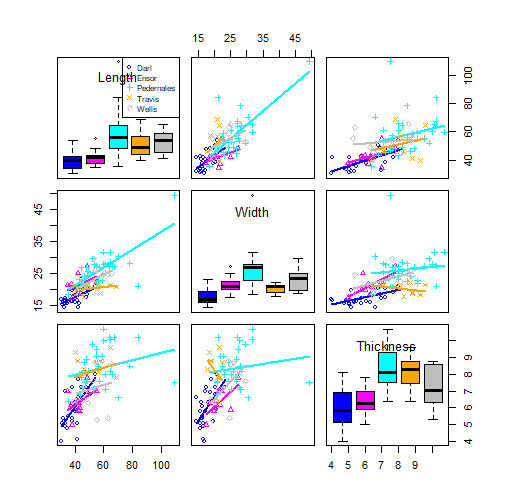 15 25 35 45
Length
Darl
Ensor
Pedernales
Travis
Wells
40 60 80 100
Width
15 25 35 45
Thickness
4 5 6 7 8 9
40 60 80 100
4 5 6 7 8 9